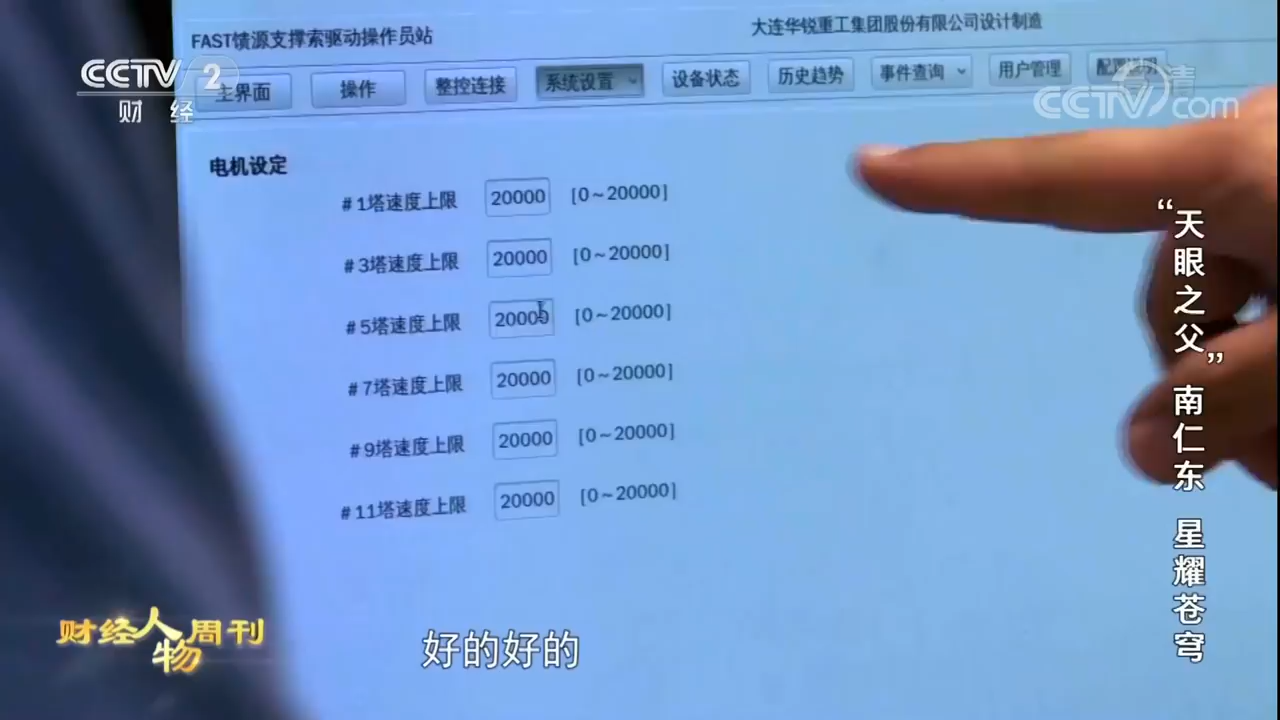 FAST馈源支撑索驱动操作员站
大连华锐重工集团股份有限公司设计制造
CCTV 2
财 经
主界面
操作
整控连接
系统设置
设备状态
历史趋势
事件查询
用户管理
CCTV.com
电机设定
#1塔速度上限 20000 [0~20000]
#3塔速度上限 20000 [0~20000]
#5塔速度上限 20000 [0~20000]
#7塔速度上限 20000 [0~20000]
#9塔速度上限 20000 [0~20000]
#11塔速度上限 20000 [0~20000]
“天眼之父”南仁东 星耀苍穹
财经人物周刊
好的好的